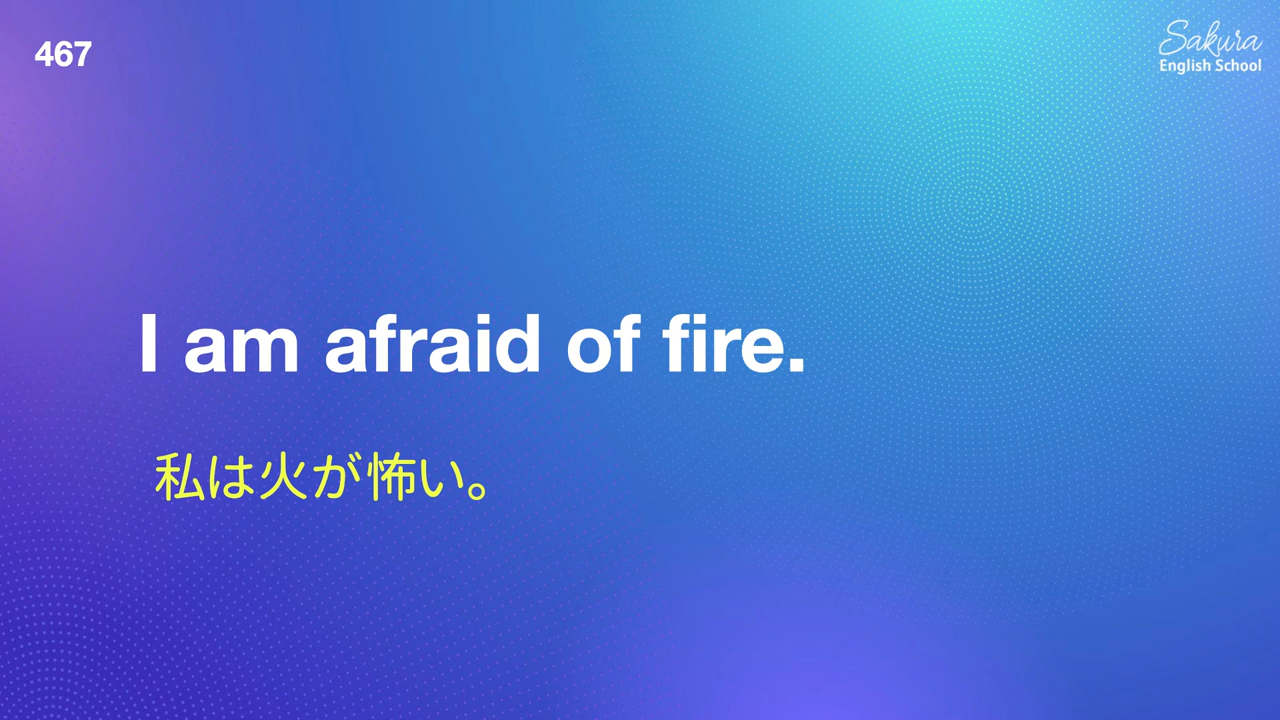 467
Sakura
English School
I am afraid of fire.
私は火が怖い。